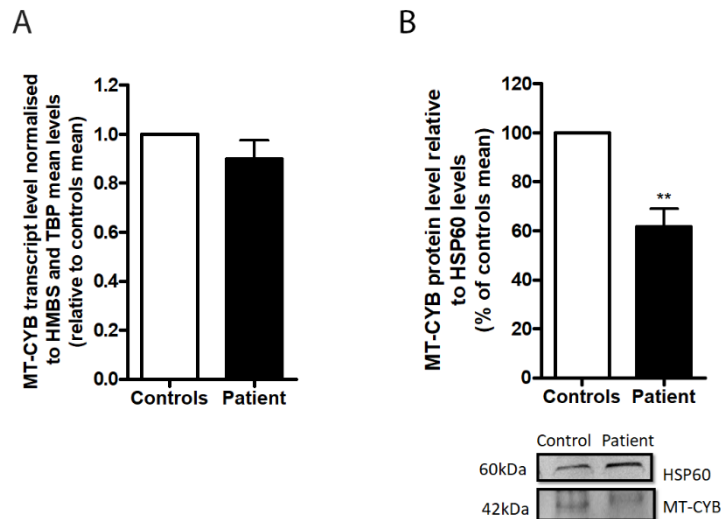 A
MT-CYB transcript level normalised
to HMBS and TBP mean levels
(relative to controls mean)
1.2
1.0
0.8
0.6
0.4
0.2
0.0
Controls Patient
B
MT-CYB protein level relative
to HSP60 levels
(% of controls mean)
120
100
80
60
40
20
0
**
Controls Patient
Control Patient
60kDa HSP60
42kDa MT-CYB